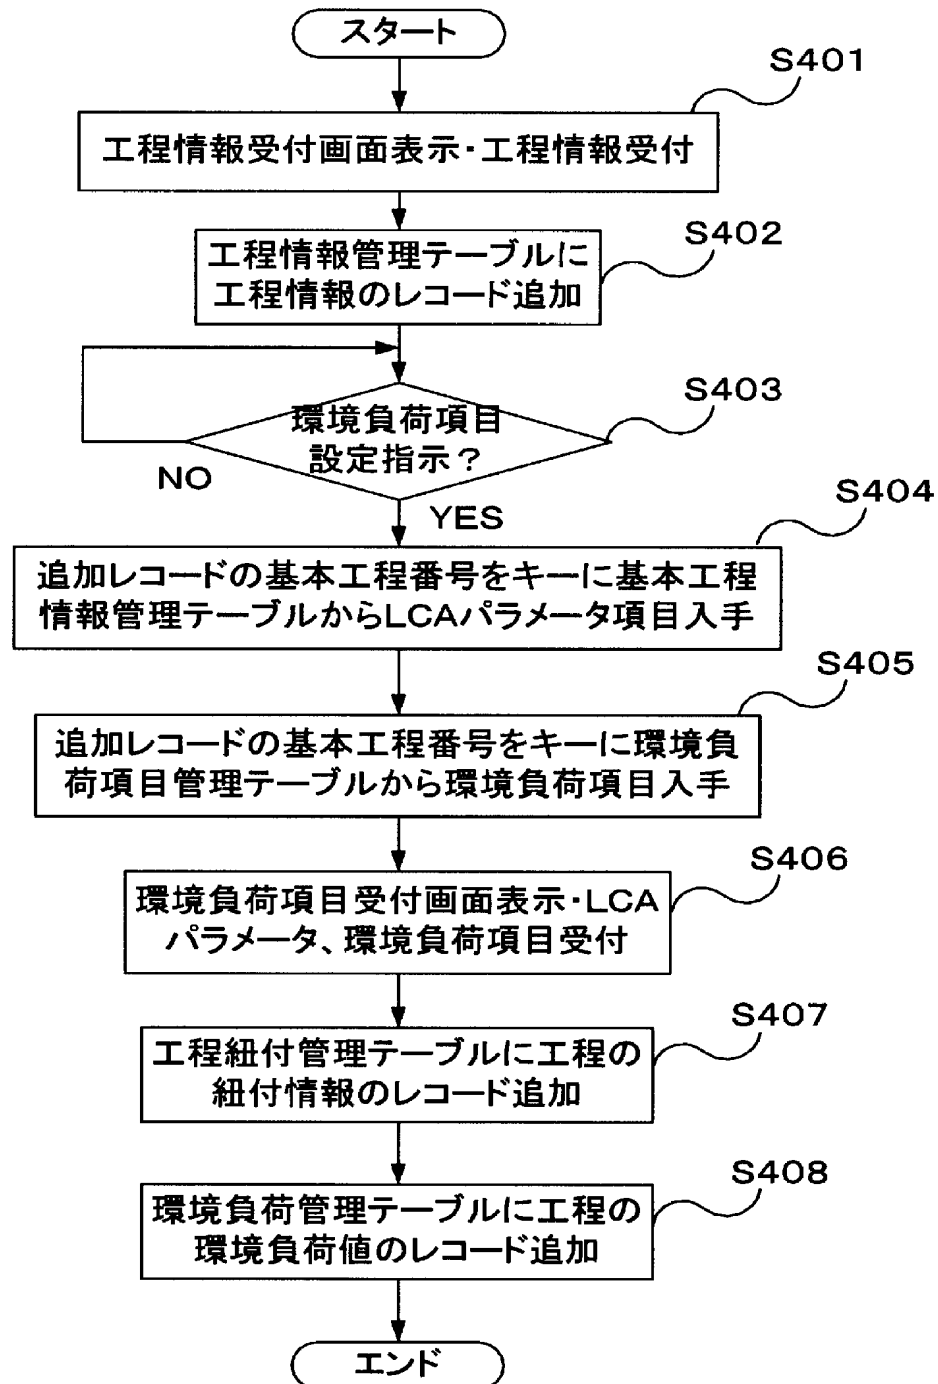 スタート
S401
工程情報受付画面表示・工程情報受付
S402
工程情報管理テーブルに
工程情報のレコード追加
S403
環境負荷項目
設定指示？
NO
YES
S404
追加レコードの基本工程番号をキーに基本工程
情報管理テーブルからLCAパラメータ項目入手
S405
追加レコードの基本工程番号をキーに環境負
荷項目管理テーブルから環境負荷項目入手
S406
環境負荷項目受付画面表示・LCA
パラメータ、環境負荷項目受付
S407
工程紐付管理テーブルに工程の
紐付情報のレコード追加
S408
環境負荷管理テーブルに工程の
環境負荷値のレコード追加
エンド